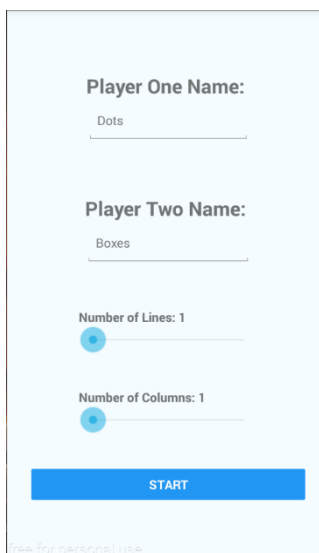 Player One Name:
Dots
Player Two Name:
Boxes
Number of Lines: 1
Number of Columns: 1
START
free for personal use